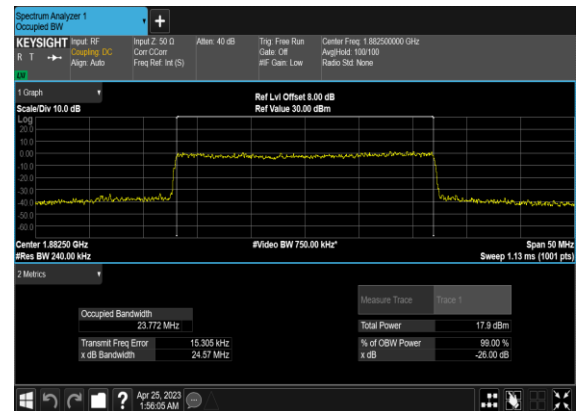 Spectrum Analyzer 1
Occupied BW
KEYSIGHT Input: RF Input Z: 50 Ω Atten: 40 dB Trig: Free Run Center Freq: 1.882500000 GHz
R T Coupling: DC Corr CCorr Gate: Off Avg|Hold: 100/100
Align: Auto Freq Ref: Int (S) #IF Gain: Low Radio Std: None
1 Graph
Ref Lvl Offset 8.00 dB
Scale/Div 10.0 dB Ref Value 30.00 dBm
Log
20.0
10.0
0.00
-10.0
-20.0
-30.0
-40.0
-50.0
-60.0
Center 1.88250 GHz #Video BW 750.00 kHz* Span 50 MHz
#Res BW 240.00 kHz Sweep 1.13 ms (1001 pts)
2 Metrics
Measure Trace Trace 1
Occupied Bandwidth
23.772 MHz Total Power 17.9 dBm
Transmit Freq Error 15.305 kHz % of OBW Power 99.00 %
x dB Bandwidth 24.57 MHz x dB -26.00 dB
? Apr 25, 2023
1:56:05 AM